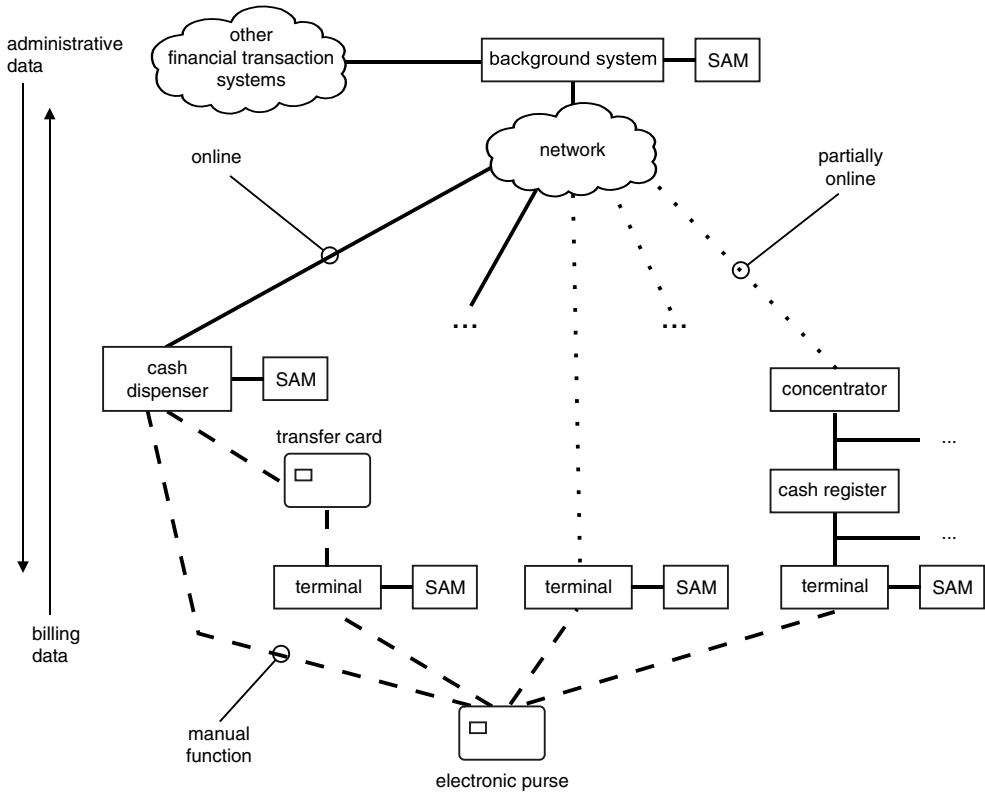 administrative
data
other
financial transaction
systems
background system
SAM
network
online
partially
online
...
...
cash
dispenser
SAM
concentrator
transfer card
...
cash register
...
terminal
SAM
terminal
SAM
terminal
SAM
billing
data
manual
function
electronic purse